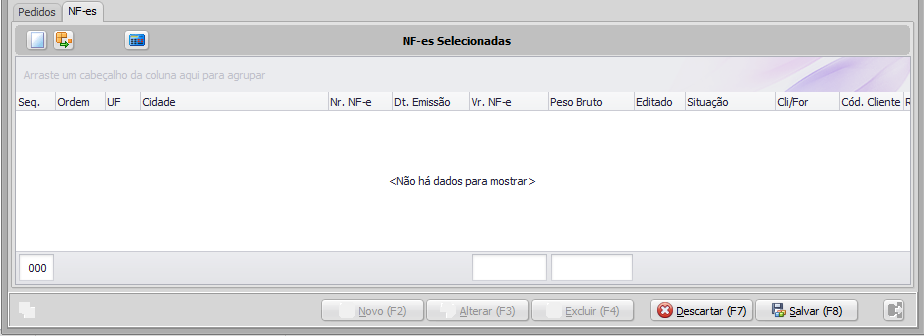 Pedidos NF-es
NF-es Selecionadas
Arraste um cabeçalho da coluna aqui para agrupar
Seq. Ordem UF Cidade Nr. NF-e Dt. Emissão Vr. NF-e Peso Bruto Editado Situação Cli/For Cód. Cliente R
<Não há dados para mostrar>
000
Novo (F2) Alterar (F3) Excluir (F4) Descartar (F7) Salvar (F8)